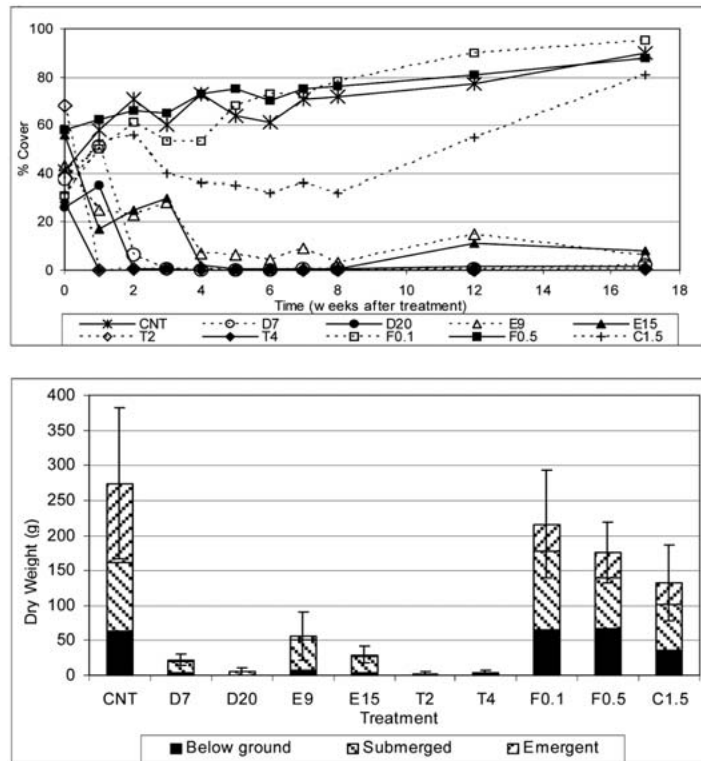 100
80
60
40
20
0
% Cover
0 2 4 6 8 10 12 14 16 18
Time (weeks after treatment)
CNT D7 D20 E9 E15
T2 T4 F0.1 F0.5 C1.5
400
350
300
250
200
150
100
50
0
Dry Weight (g)
CNT D7 D20 E9 E15 T2 T4 F0.1 F0.5 C1.5
Treatment
Below ground Submerged Emergent